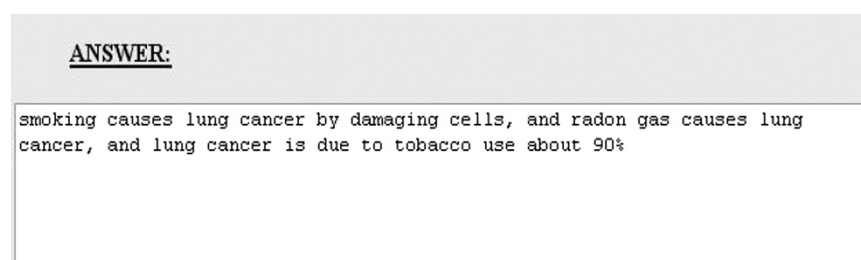 ANSWER:
smoking causes lung cancer by damaging cells, and radon gas causes lung
cancer, and lung cancer is due to tobacco use about 90%